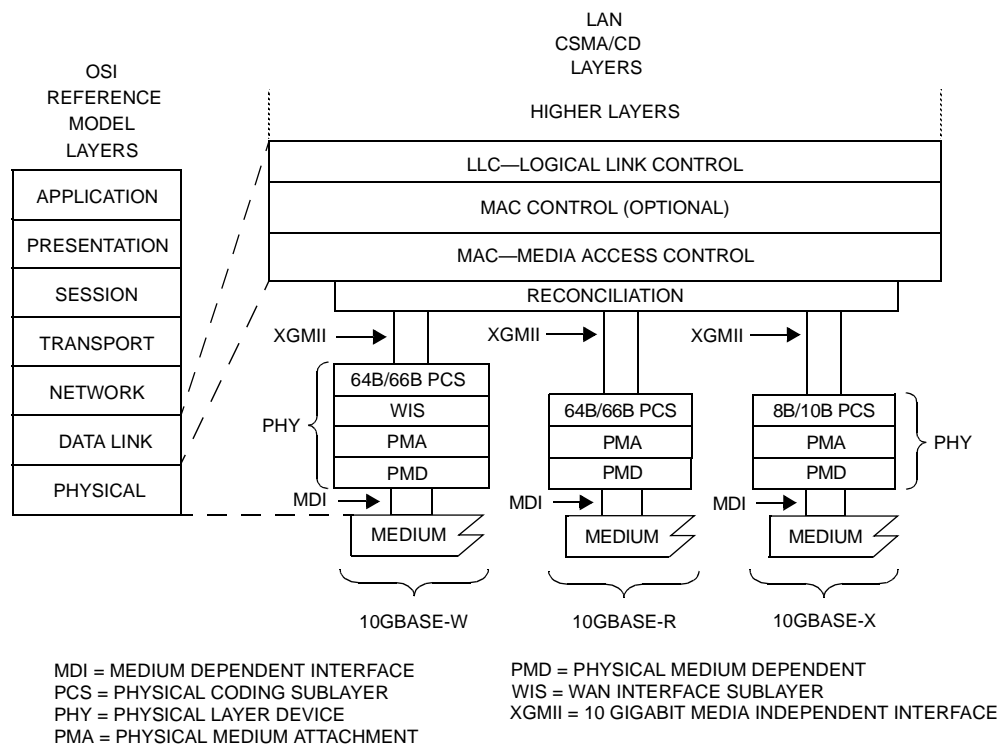 LAN
CSMA/CD
LAYERS
OSI
REFERENCE
MODEL
LAYERS
HIGHER LAYERS
LLC—LOGICAL LINK CONTROL
MAC CONTROL (OPTIONAL)
MAC—MEDIA ACCESS CONTROL
RECONCILIATION
APPLICATION
PRESENTATION
SESSION
TRANSPORT
NETWORK
DATA LINK
PHYSICAL
XGMII
XGMII
XGMII
PHY
64B/66B PCS
WIS
PMA
PMD
64B/66B PCS
PMA
PMD
8B/10B PCS
PMA
PMD
PHY
MDI
MDI
MDI
MEDIUM
MEDIUM
MEDIUM
10GBASE-W
10GBASE-R
10GBASE-X
MDI = MEDIUM DEPENDENT INTERFACE
PCS = PHYSICAL CODING SUBLAYER
PHY = PHYSICAL LAYER DEVICE
PMA = PHYSICAL MEDIUM ATTACHMENT
PMD = PHYSICAL MEDIUM DEPENDENT
WIS = WAN INTERFACE SUBLAYER
XGMII = 10 GIGABIT MEDIA INDEPENDENT INTERFACE